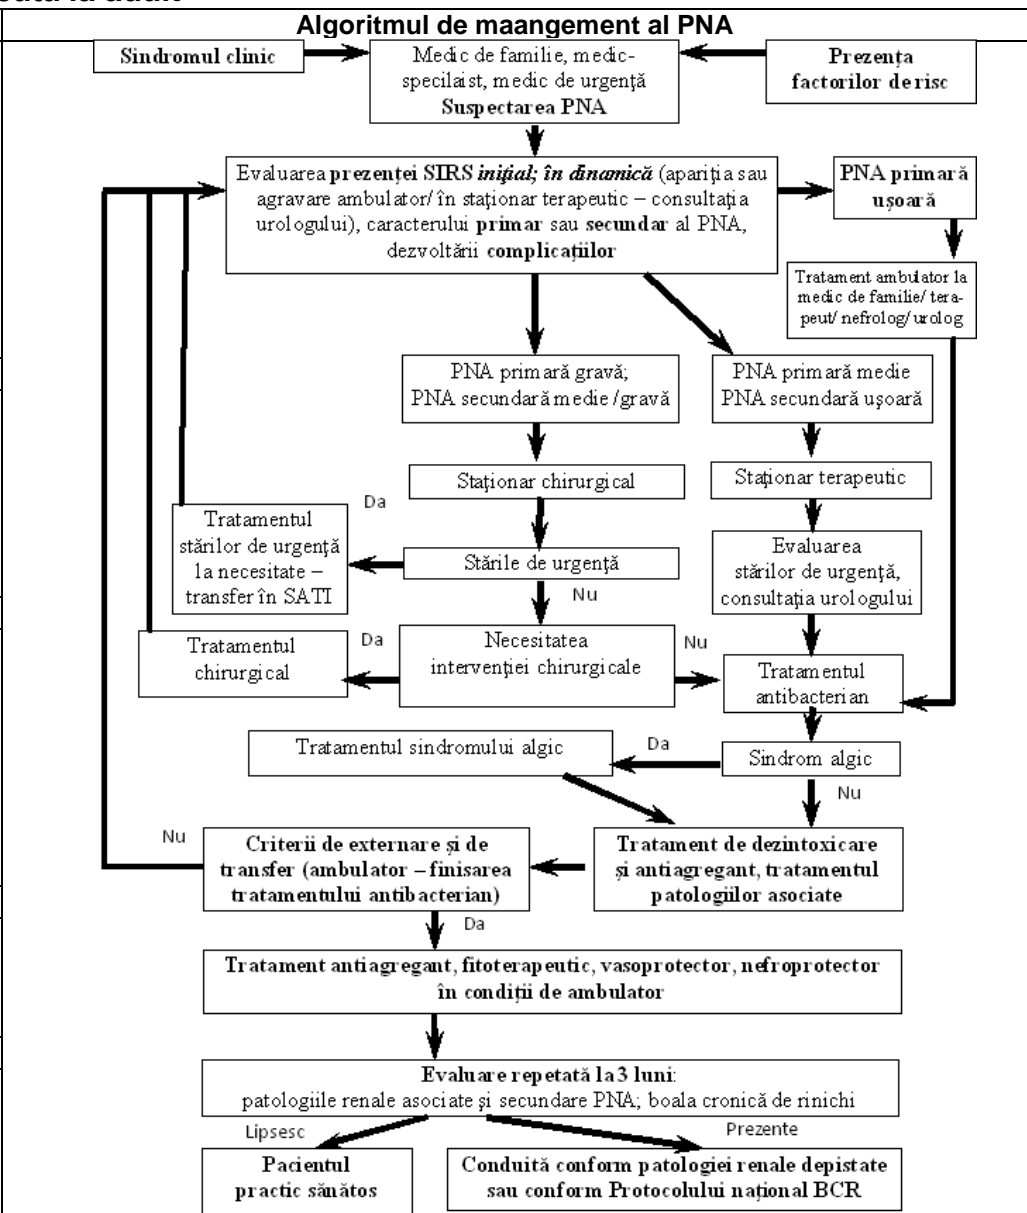 Algoritmul de maangement al PNA
Sindromul clinic
Medic de familie, medic-
specilaist, medic de urgență
Suspectarea PNA
Prezența
factorilor de risc
Evaluarea prezenței SIRS inițial; în dinamică (apariția sau
agravare ambulator/ în staționar terapeutic – consultația
urologului), caracterului primar sau secundar al PNA,
dezvoltării complicațiilor
PNA primară
ușoară
Tratament ambulator la
medic de familie/ tera-
peut/ nefrolog/ urolog
PNA primară gravă;
PNA secundară medie /gravă
PNA primară medie
PNA secundară ușoară
Staționar chirurgical
Staționar terapeutic
Da
Tratamentul
stărilor de urgență
la necesitate –
transfer în SATI
Stările de urgență
Evaluarea
stărilor de urgență,
consultația urologului
Nu
Tratamentul
chirurgical
Da
Necesitatea
intervenției chirurgicale
Nu
Tratamentul
antibacterian
Tratamentul sindromului algic
Da
Sindrom algic
Nu
Nu
Criterii de externare și de
transfer (ambulator – finisarea
tratamentului antibacterian)
Tratament de dezintoxicare
și antiagregant, tratamentul
patologiilor asociate
Da
Tratament antiagregant, fitoterapeutic, vasoprotector, nefroprotector
în condiții de ambulator
Evaluare repetată la 3 luni:
patologiile renale asociate și secundare PNA; boala cronică de rinichi
Lipsesc
Prezente
Pacientul
practic sănătos
Conduită conform patologiei renale depistate
sau conform Protocolului național BCR